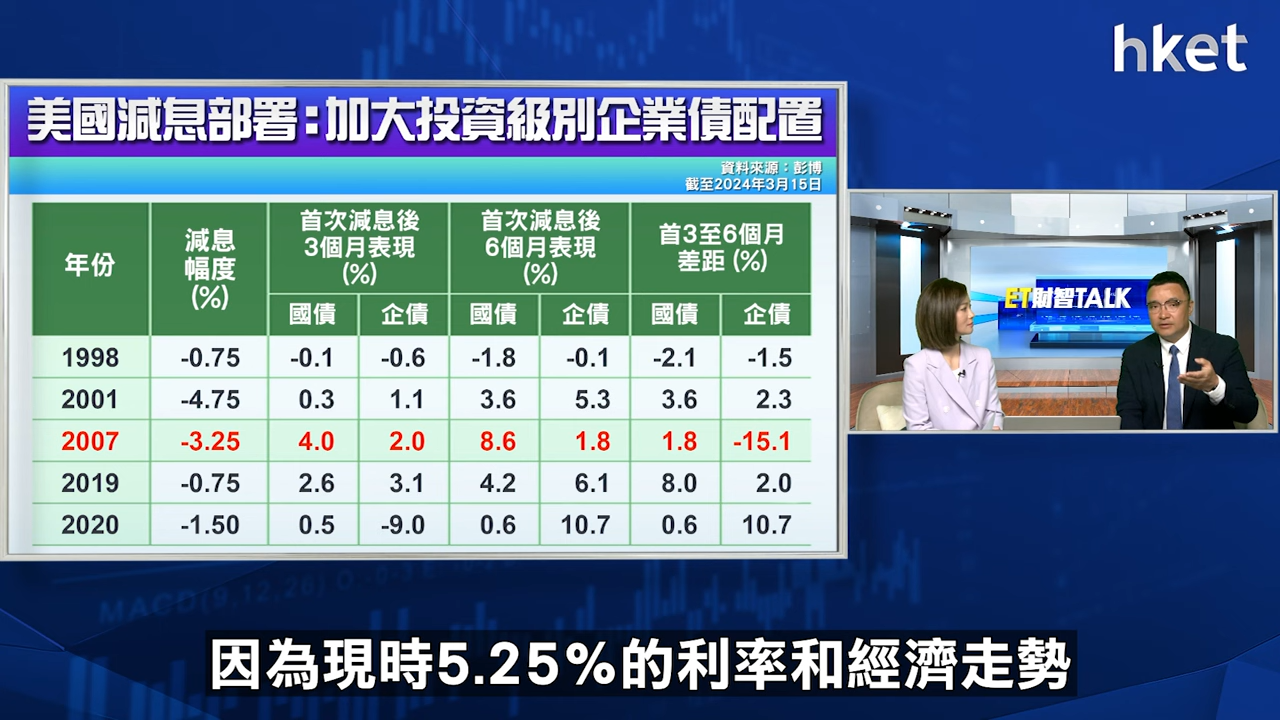 hket
美國減息部署：加大投資級別企業債配置
資料來源：彭博
截至2024年3月15日
年份 減息幅度(%) 首次減息後3個月表現(%) 首次減息後6個月表現(%) 首3至6個月差距(%)
國債 企債 國債 企債 國債 企債
1998 -0.75 -0.1 -0.6 -1.8 -0.1 -2.1 -1.5
2001 -4.75 0.3 1.1 3.6 5.3 3.6 2.3
2007 -3.25 4.0 2.0 8.6 1.8 1.8 -15.1
2019 -0.75 2.6 3.1 4.2 6.1 8.0 2.0
2020 -1.50 0.5 -9.0 0.6 10.7 0.6 10.7
ET財智TALK
MACD(9,12,26)
因為現時5.25%的利率和經濟走勢